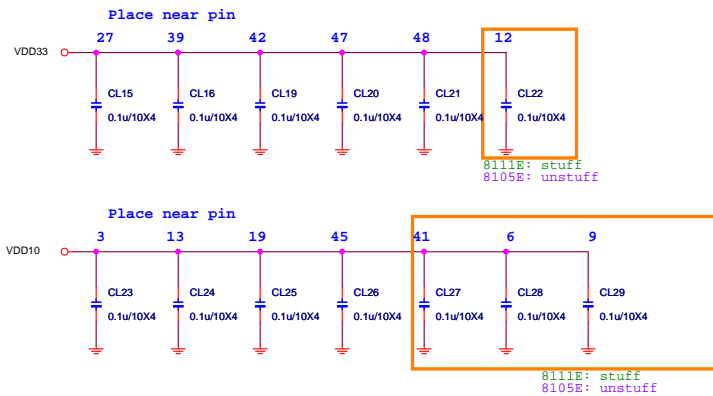 Place near pin
27 39 42 47 48 12
VDD33
CL15 CL16 CL19 CL20 CL21 CL22
0.1u/10X4 0.1u/10X4 0.1u/10X4 0.1u/10X4 0.1u/10X4 0.1u/10X4
8111E: stuff
8105E: unstuff
Place near pin
3 13 19 45 41 6 9
VDD10
CL23 CL24 CL25 CL26 CL27 CL28 CL29
0.1u/10X4 0.1u/10X4 0.1u/10X4 0.1u/10X4 0.1u/10X4 0.1u/10X4 0.1u/10X4
8111E: stuff
8105E: unstuff